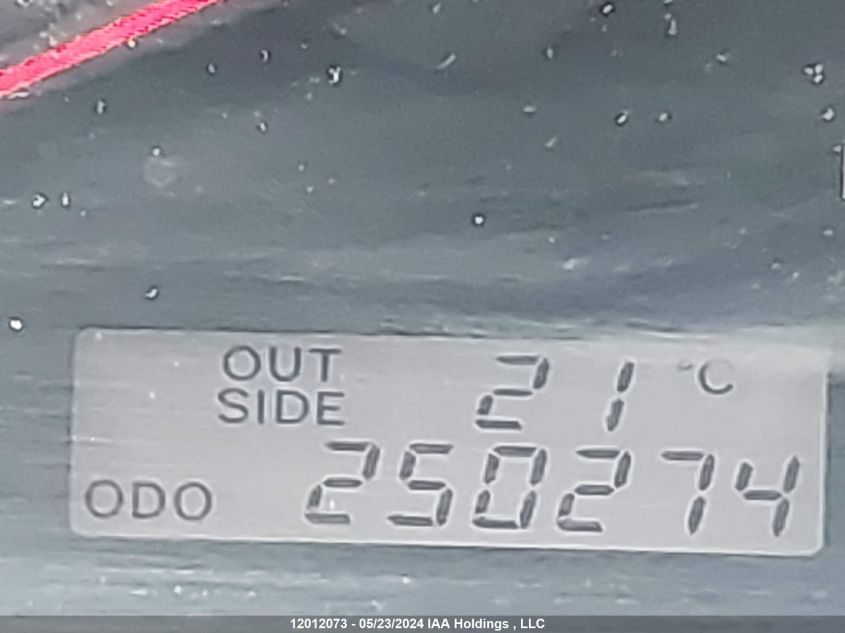 OUT
SIDE 21 °C
ODO 250274
12012073 - 05/23/2024 IAA Holdings , LLC